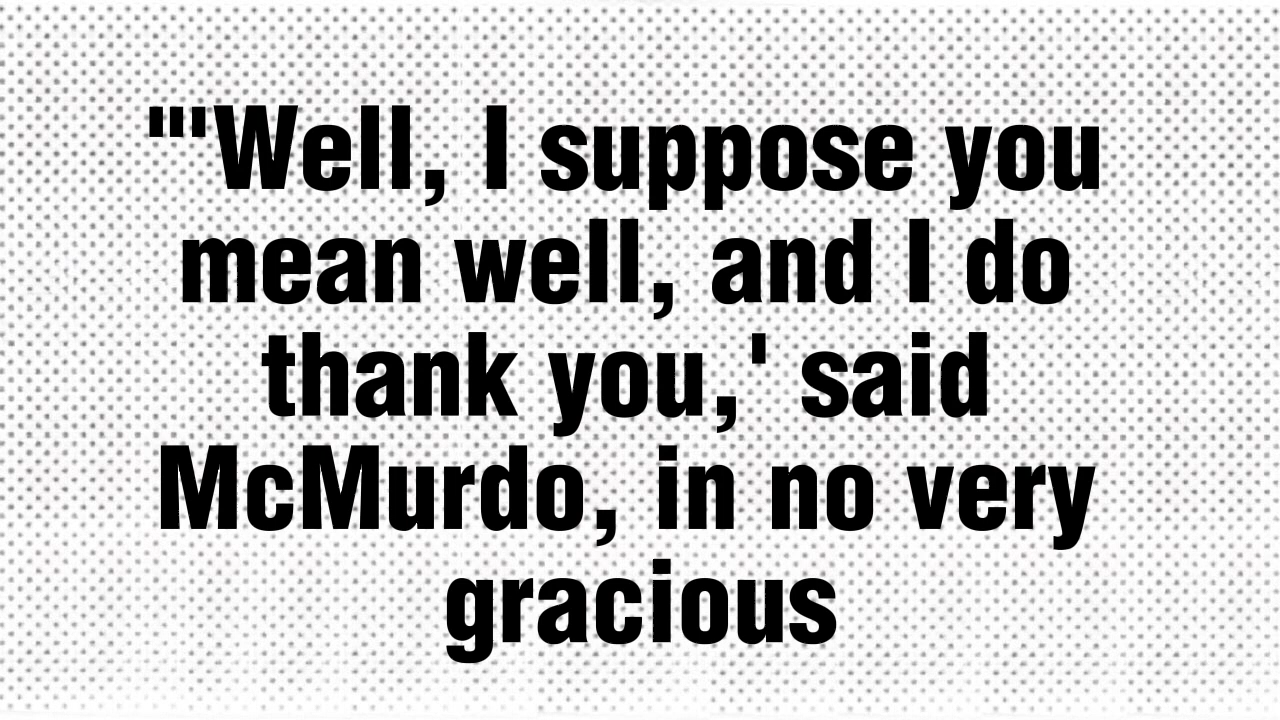 "'Well, I suppose you
mean well, and I do
thank you,' said
McMurdo, in no very
gracious